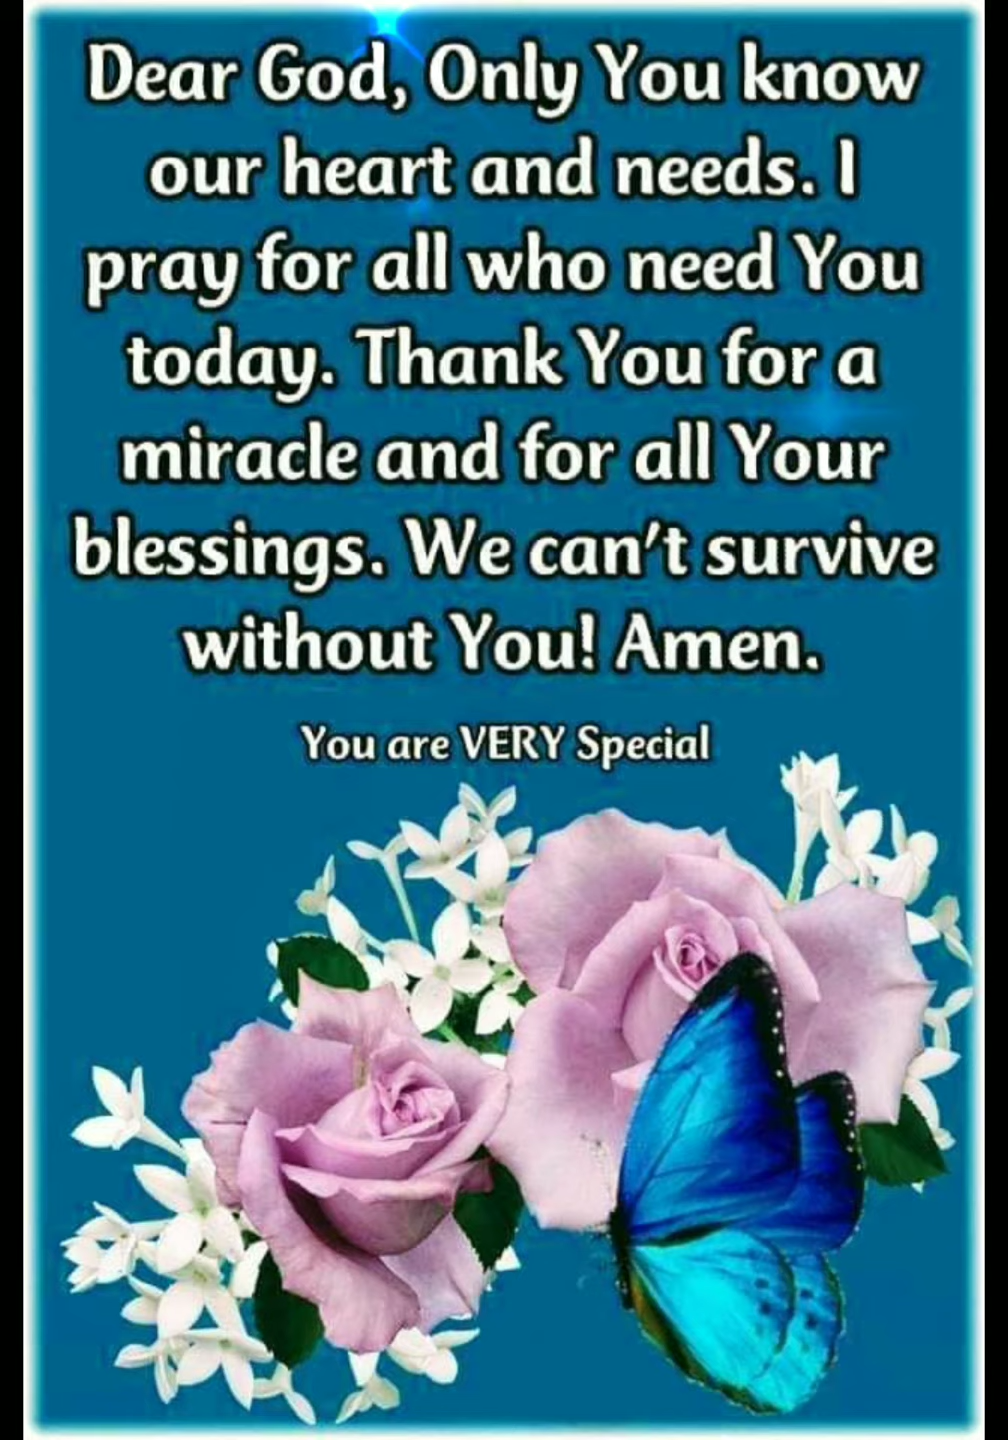 Dear God, Only You know
our heart and needs. I
pray for all who need You
today. Thank You for a
miracle and for all Your
blessings. We can't survive
without You! Amen.
You are VERY Special